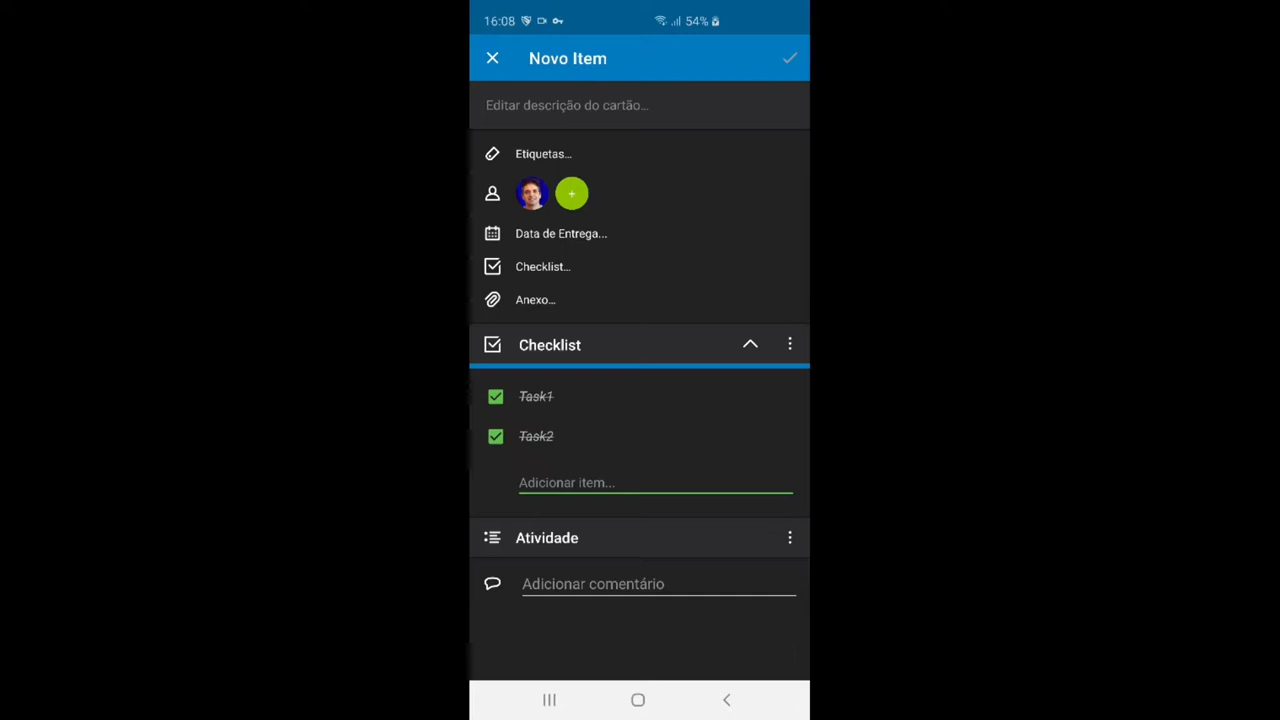 16:08 54%
Novo Item
Editar descrição do cartão...
Etiquetas...
+
Data de Entrega...
Checklist...
Anexo...
Checklist
Task1
Task2
Adicionar item...
Atividade
Adicionar comentário